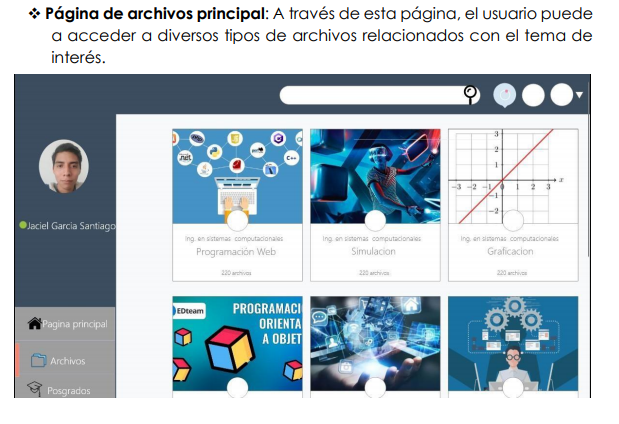 ❖ Página de archivos principal: A través de esta página, el usuario puede
a acceder a diversos tipos de archivos relacionados con el tema de
interés.
.net
C++
3
2
1
-3 -2 -1 0 1 2 3 x
-1
-2
Jaciel Garcia Santiago
Ing. en sistemas computacionales
Programación Web
220 archivos
Ing. en sistemas computacionales
Simulacion
220 archivos
Ing. en sistemas computacionales
Graficacion
220 archivos
Pagina principal
Archivos
Posgrados
EDteam
PROGRAMACI
ORIENTA
A OBJET